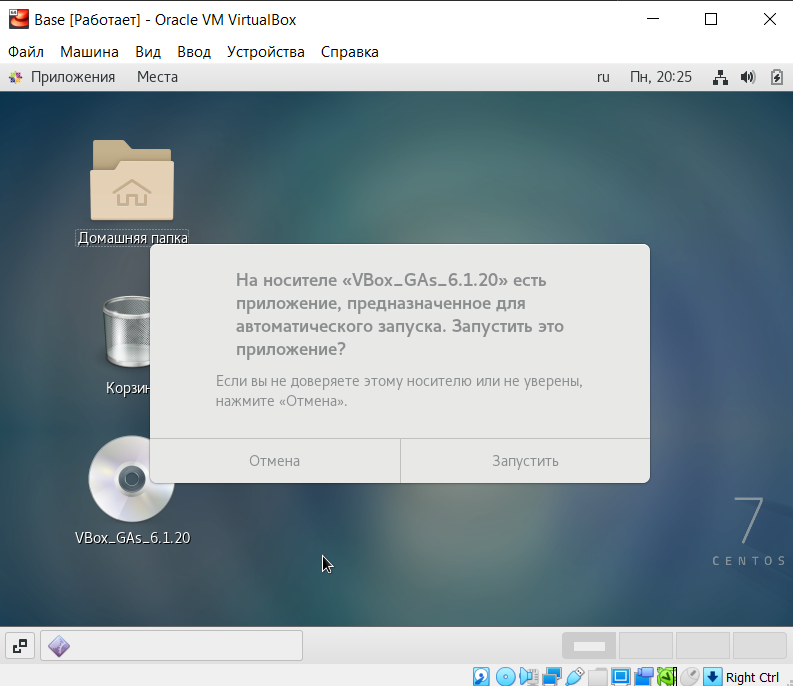 Base [Работает] - Oracle VM VirtualBox
Файл Машина Вид Ввод Устройства Справка
Приложения Места ru Пн, 20:25
Домашняя папка
На носителе «VBox_GAs_6.1.20» есть
приложение, предназначенное для
автоматического запуска. Запустить это
приложение?
Если вы не доверяете этому носителю или не уверены,
нажмите «Отмена».
Корзин
Отмена Запустить
VBox_GAs_6.1.20
7
CENTOS
Right Ctrl